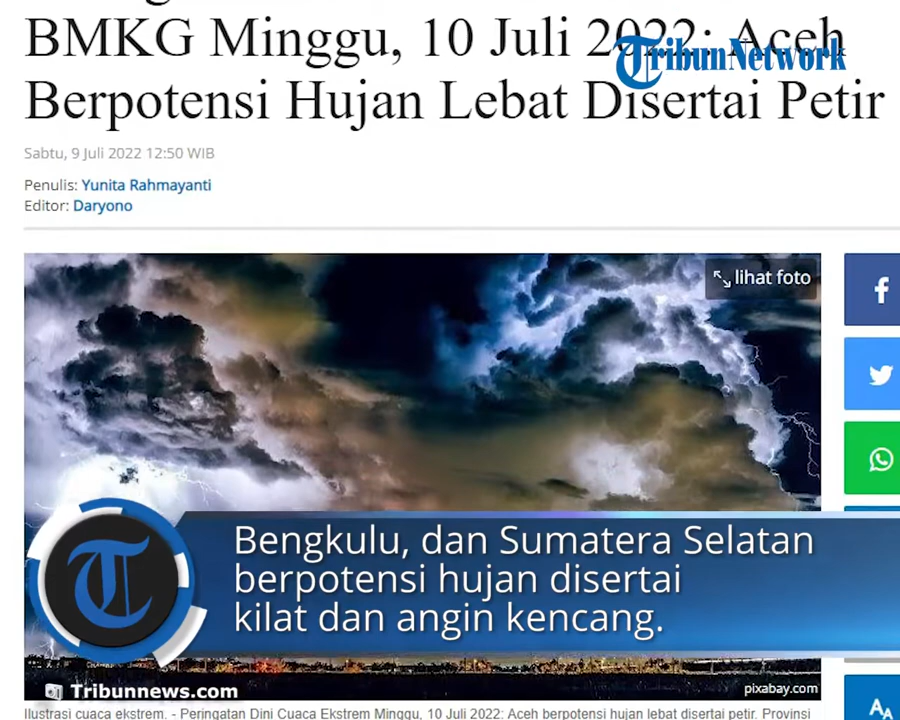 BMKG Minggu, 10 Juli 2022: Aceh
TribunNetwork
Berpotensi Hujan Lebat Disertai Petir
Sabtu, 9 Juli 2022 12:50 WIB
Penulis: Yunita Rahmayanti
Editor: Daryono
lihat foto
Bengkulu, dan Sumatera Selatan
berpotensi hujan disertai
kilat dan angin kencang.
Tribunnews.com
pixabay.com
AA
Ilustrasi cuaca ekstrem. - Peringatan Dini Cuaca Ekstrem Minggu, 10 Juli 2022: Aceh berpotensi hujan lebat disertai petir. Provinsi